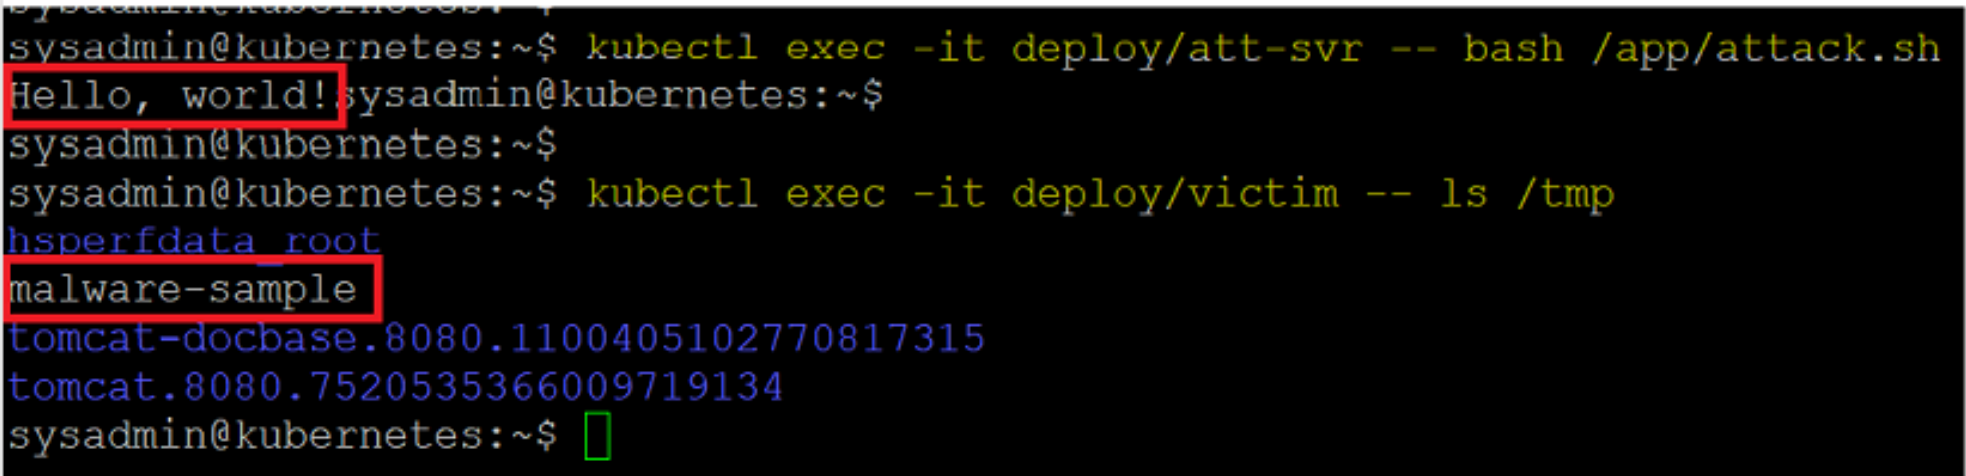 sysadmin@kubernetes:~$ kubectl exec -it deploy/att-svr -- bash /app/attack.sh
Hello, world!sysadmin@kubernetes:~$
sysadmin@kubernetes:~$
sysadmin@kubernetes:~$ kubectl exec -it deploy/victim -- ls /tmp
hsperfdata_root
malware-sample
tomcat-docbase.8080.1100405102770817315
tomcat.8080.7520535366009719134
sysadmin@kubernetes:~$